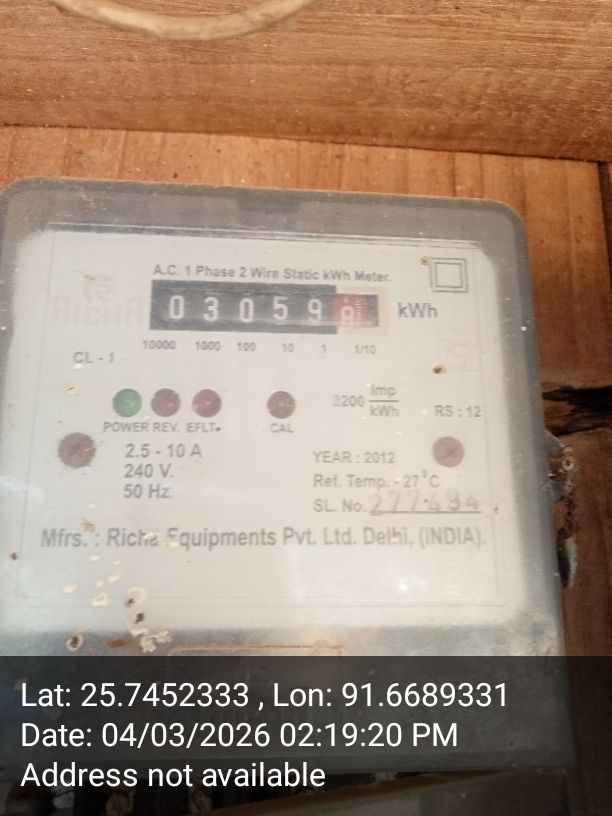 RICHA
A.C. 1 Phase 2 Wire Static kWh Meter.
0 3 0 5 9 8 kWh
10000 1000 100 10 1 1/10
CL - 1
POWER REV. EFLT. CAL
3200 Imp/kWh RS : 12
2.5 - 10 A
240 V.
50 Hz
YEAR : 2012
Ref. Temp. - 27°C
SL. No.
Mfrs. : Richa Equipments Pvt. Ltd. Delhi, (INDIA).
Lat: 25.7452333 , Lon: 91.6689331
Date: 04/03/2026 02:19:20 PM
Address not available